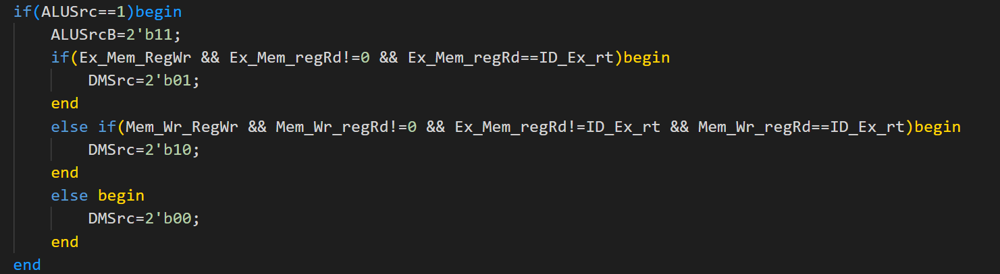 if(ALUSrc==1)begin
    ALUSrcB=2'b11;
    if(Ex_Mem_RegWr && Ex_Mem_regRd!=0 && Ex_Mem_regRd==ID_Ex_rt)begin
        DMSrc=2'b01;
    end
    else if(Mem_Wr_RegWr && Mem_Wr_regRd!=0 && Ex_Mem_regRd!=ID_Ex_rt && Mem_Wr_regRd==ID_Ex_rt)begin
        DMSrc=2'b10;
    end
    else begin
        DMSrc=2'b00;
    end
end